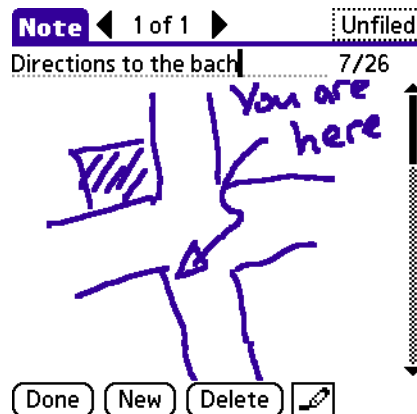 Note 1 of 1 Unfiled
Directions to the bach 7/26
You are
here
Done New Delete